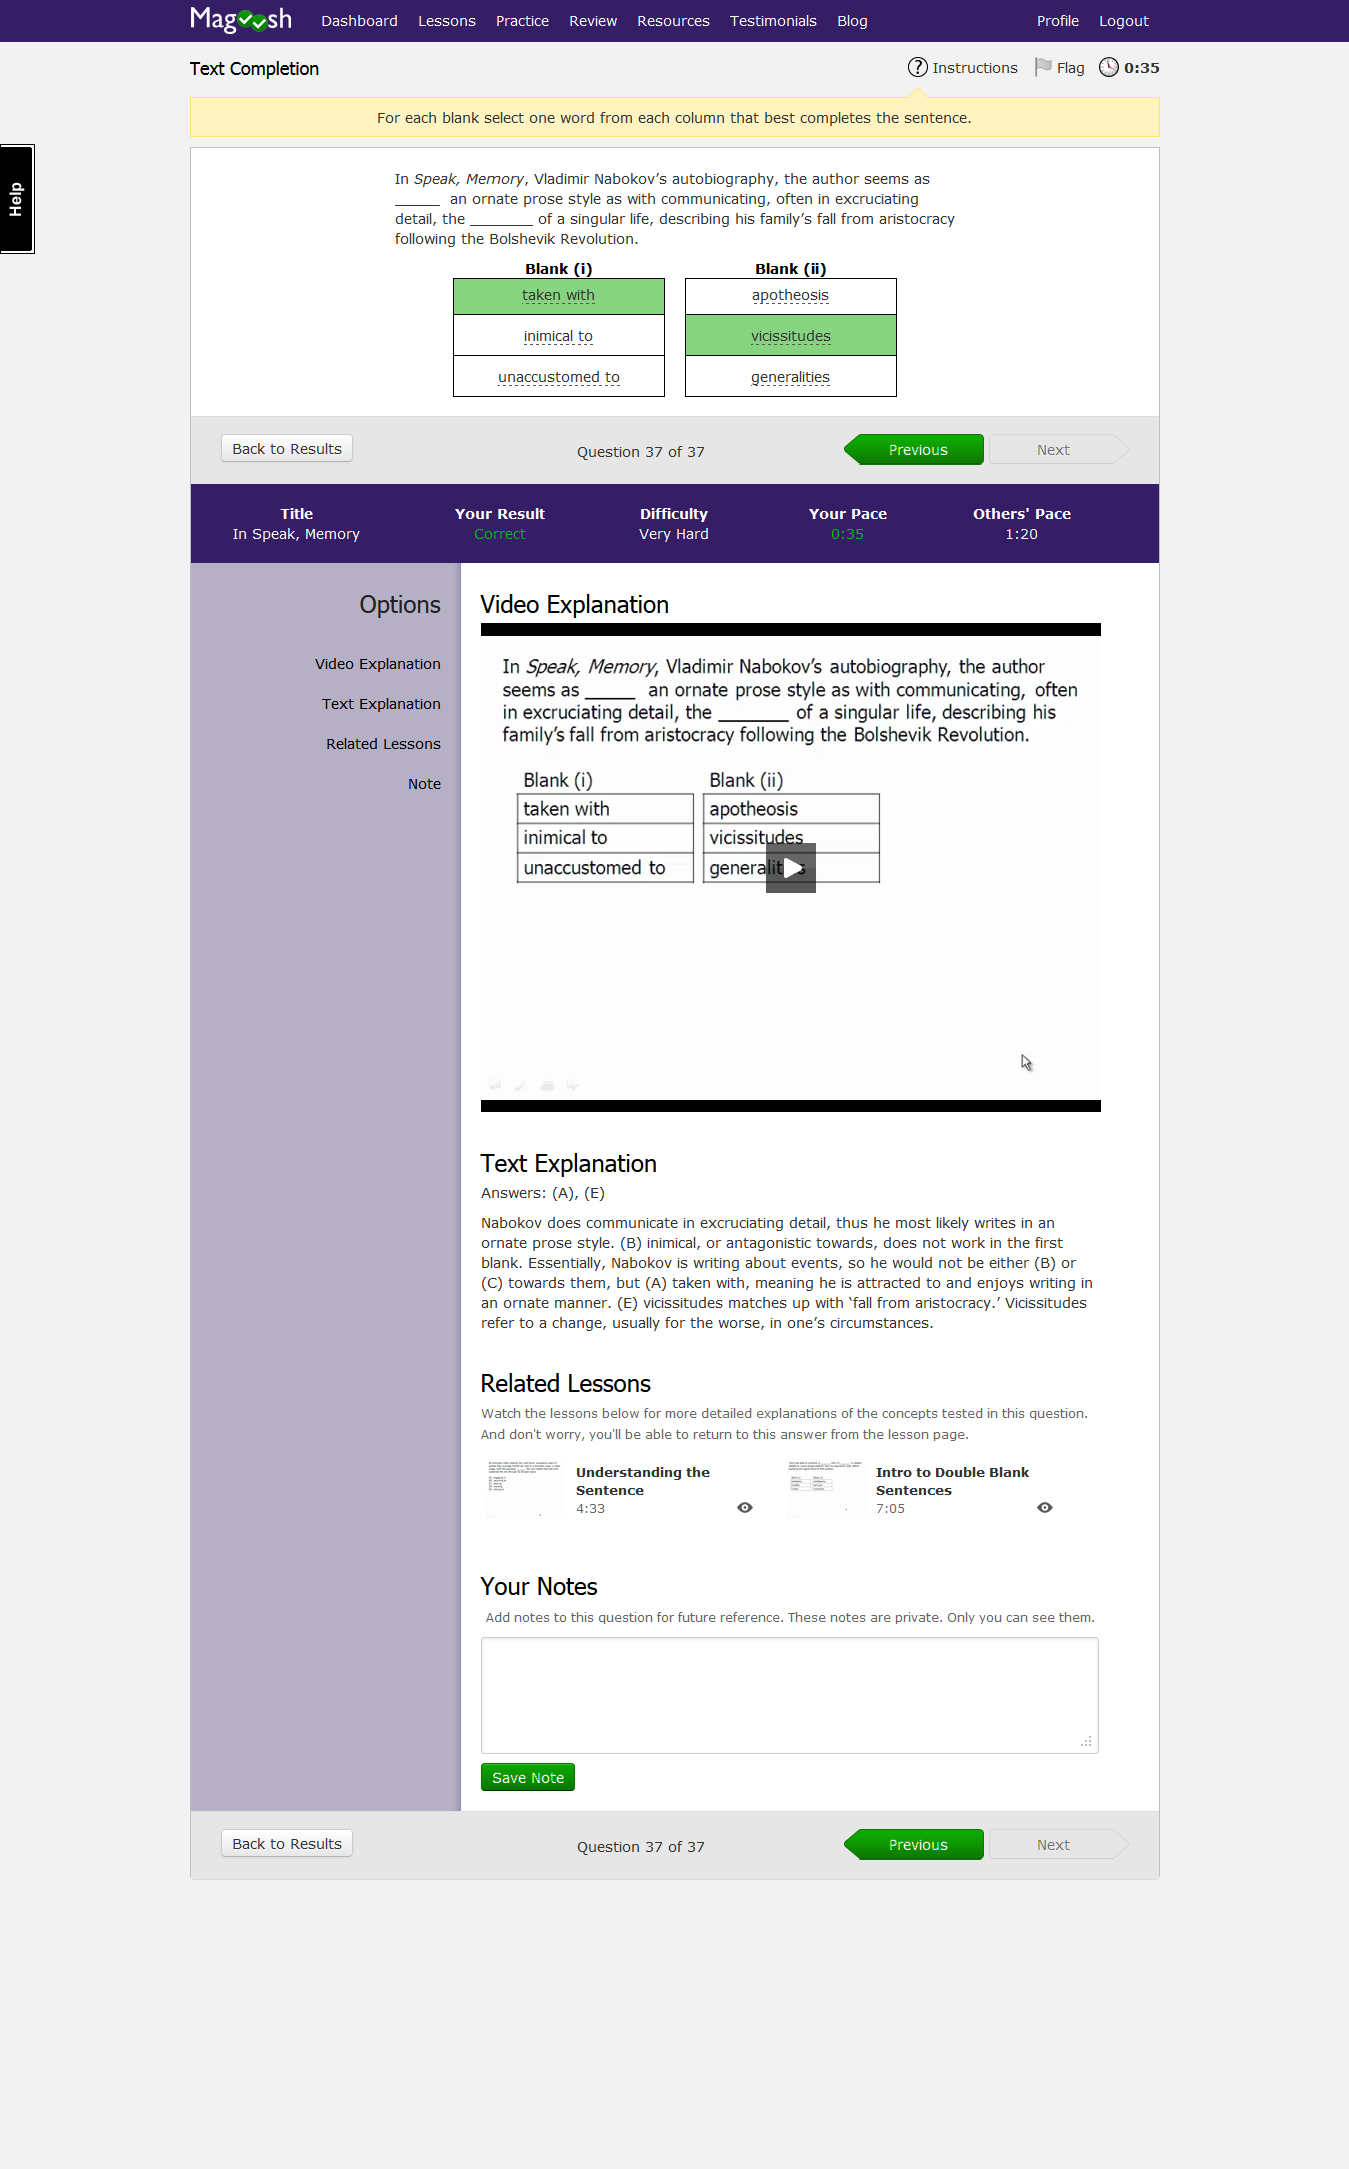 Magoosh Dashboard Lessons Practice Review Resources Testimonials Blog Profile Logout
Text Completion Instructions Flag 0:35
For each blank select one word from each column that best completes the sentence.
Help
In Speak, Memory, Vladimir Nabokov’s autobiography, the author seems as
______ an ornate prose style as with communicating, often in excruciating
detail, the ________ of a singular life, describing his family’s fall from aristocracy
following the Bolshevik Revolution.
Blank (i) Blank (ii)
taken with apotheosis
inimical to vicissitudes
unaccustomed to generalities
Back to Results Question 37 of 37 Previous Next
Title Your Result Difficulty Your Pace Others' Pace
In Speak, Memory Correct Very Hard 0:35 1:20
Options
Video Explanation
Text Explanation
Related Lessons
Note
Video Explanation
In Speak, Memory, Vladimir Nabokov’s autobiography, the author
seems as _____ an ornate prose style as with communicating, often
in excruciating detail, the _______ of a singular life, describing his
family’s fall from aristocracy following the Bolshevik Revolution.
Blank (i) Blank (ii)
taken with apotheosis
inimical to vicissitudes
unaccustomed to generalities
Text Explanation
Answers: (A), (E)
Nabokov does communicate in excruciating detail, thus he most likely writes in an
ornate prose style. (B) inimical, or antagonistic towards, does not work in the first
blank. Essentially, Nabokov is writing about events, so he would not be either (B) or
(C) towards them, but (A) taken with, meaning he is attracted to and enjoys writing in
an ornate manner. (E) vicissitudes matches up with ‘fall from aristocracy.’ Vicissitudes
refer to a change, usually for the worse, in one’s circumstances.
Related Lessons
Watch the lessons below for more detailed explanations of the concepts tested in this question.
And don't worry, you'll be able to return to this answer from the lesson page.
Understanding the Intro to Double Blank
Sentence Sentences
4:33 7:05
Your Notes
Add notes to this question for future reference. These notes are private. Only you can see them.
Save Note
Back to Results Question 37 of 37 Previous Next